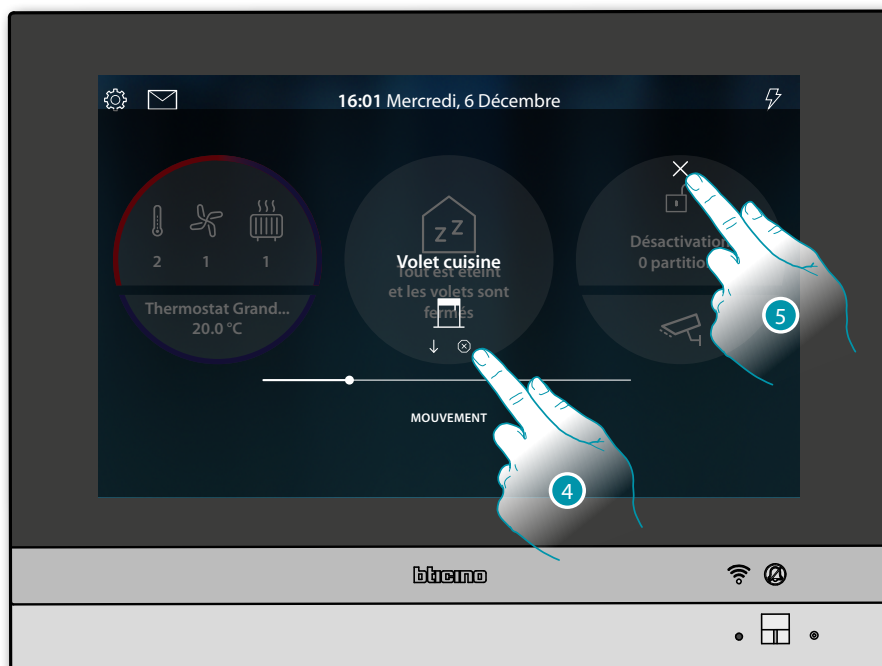 16:01 Mercredi, 6 Décembre
2 1 1
Thermostat Grand...
20.0 °C
Volet cuisine
Tout est éteint
et les volets sont
fermés
Désactivation
0 partitio
MOUVEMENT
4
5
bticino